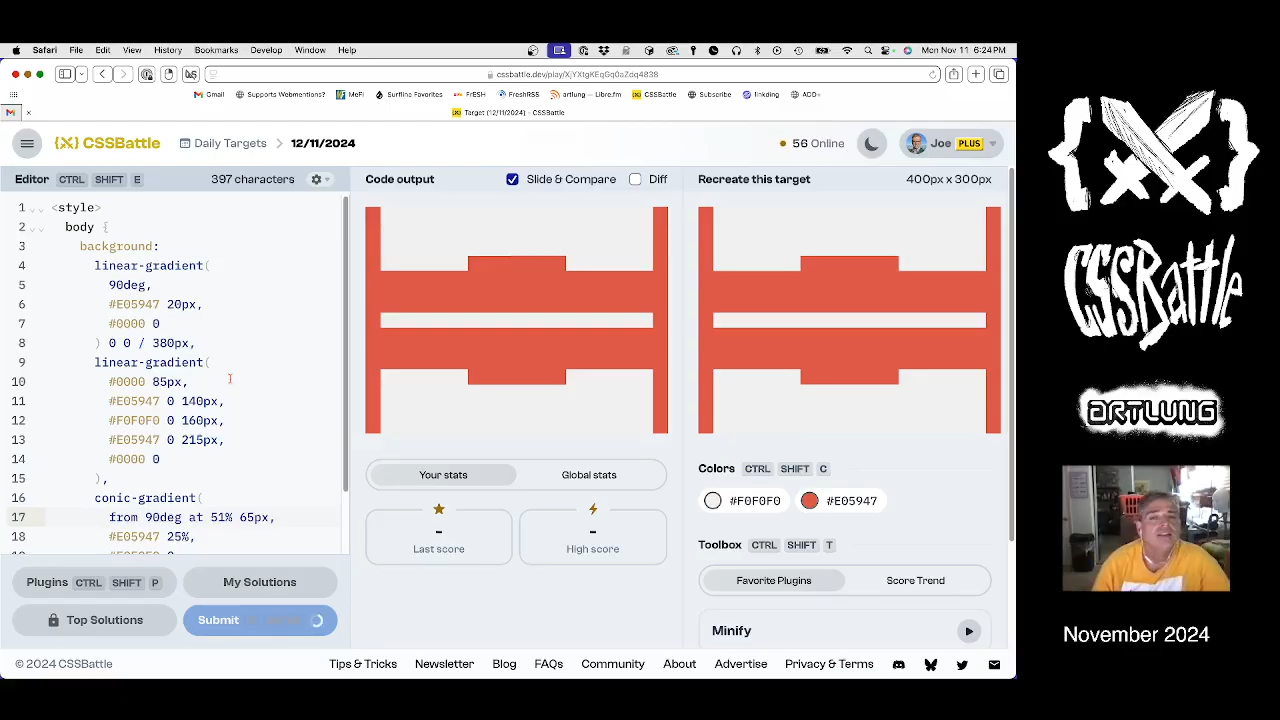 Safari File Edit View History Bookmarks Develop Window Help Mon Nov 11 6:24 PM
cssbattle.dev/play/XjYXtgKEqGq0aZdq4838
Gmail Supports Webmentions? MeFi Surfline Favorites FrESH FreshRSS artlung — Libre.fm CSSBattle Subscribe linkding ADD+
Target (12/11/2024) – CSSBattle
{X} CSSBattle Daily Targets > 12/11/2024 56 Online Joe PLUS
Editor CTRL SHIFT E 397 characters Code output Slide & Compare Diff Recreate this target 400px x 300px
1 <style>
2 body {
3 background:
4 linear-gradient(
5 90deg,
6 #E05947 20px,
7 #0000 0
8 ) 0 0 / 380px,
9 linear-gradient(
10 #0000 85px,
11 #E05947 0 140px,
12 #F0F0F0 0 160px,
13 #E05947 0 215px,
14 #0000 0
15 ),
16 conic-gradient(
17 from 90deg at 51% 65px,
18 #E05947 25%,
Your stats Global stats
-
Last score
-
High score
Colors CTRL SHIFT C
#F0F0F0 #E05947
Toolbox CTRL SHIFT T
Favorite Plugins Score Trend
Minify
Plugins CTRL SHIFT P My Solutions
Top Solutions Submit
© 2024 CSSBattle Tips & Tricks Newsletter Blog FAQs Community About Advertise Privacy & Terms
CSSBattle
ARTLUNG
November 2024